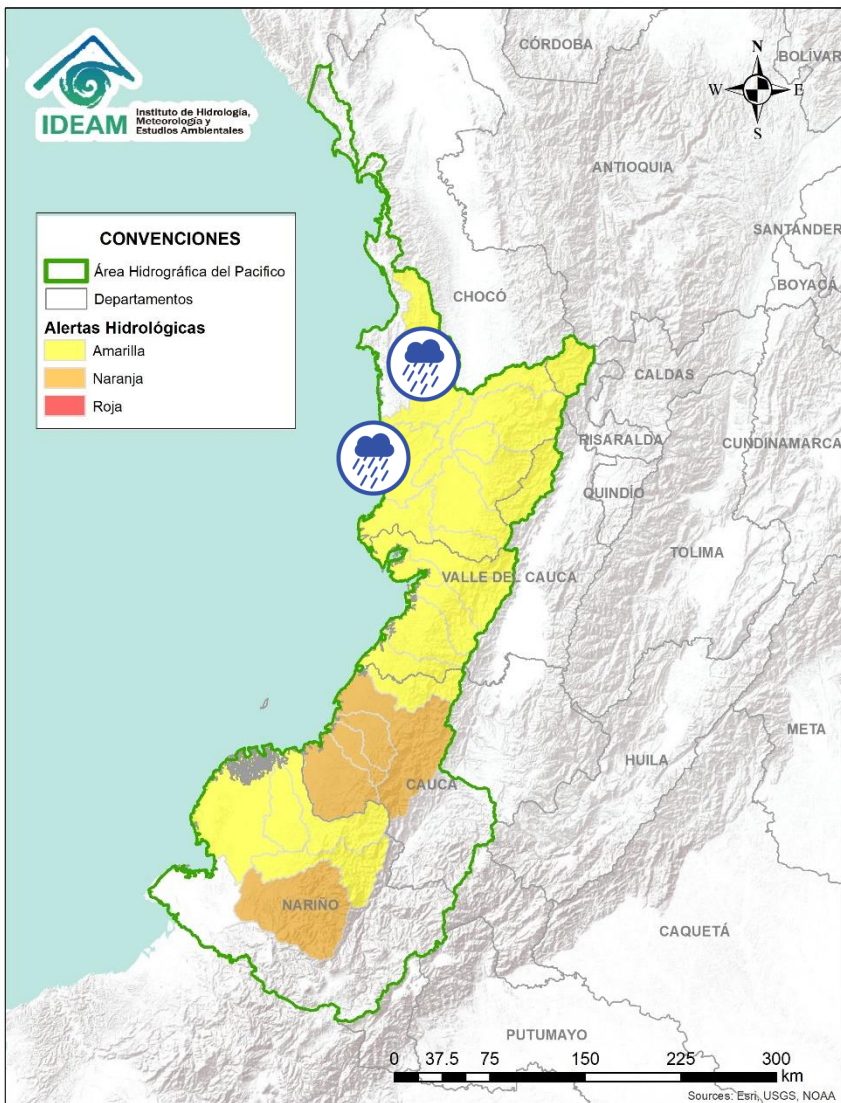 CÓRDOBA
BOLÍVAR
N
W E
S
IDEAM
Instituto de Hidrología,
Meteorología y
Estudios Ambientales
ANTIOQUIA
SANTANDER
BOYACÁ
CONVENCIONES
Área Hidrográfica del Pacifico
Departamentos
Alertas Hidrológicas
Amarilla
Naranja
Roja
CHOCÓ
CALDAS
RISARALDA
CUNDINAMARCA
QUINDÍO
TOLIMA
VALLE DEL CAUCA
META
HUILA
CAUCA
NARIÑO
CAQUETÁ
PUTUMAYO
0 37.5 75 150 225 300
km
Sources: Esri, USGS, NOAA